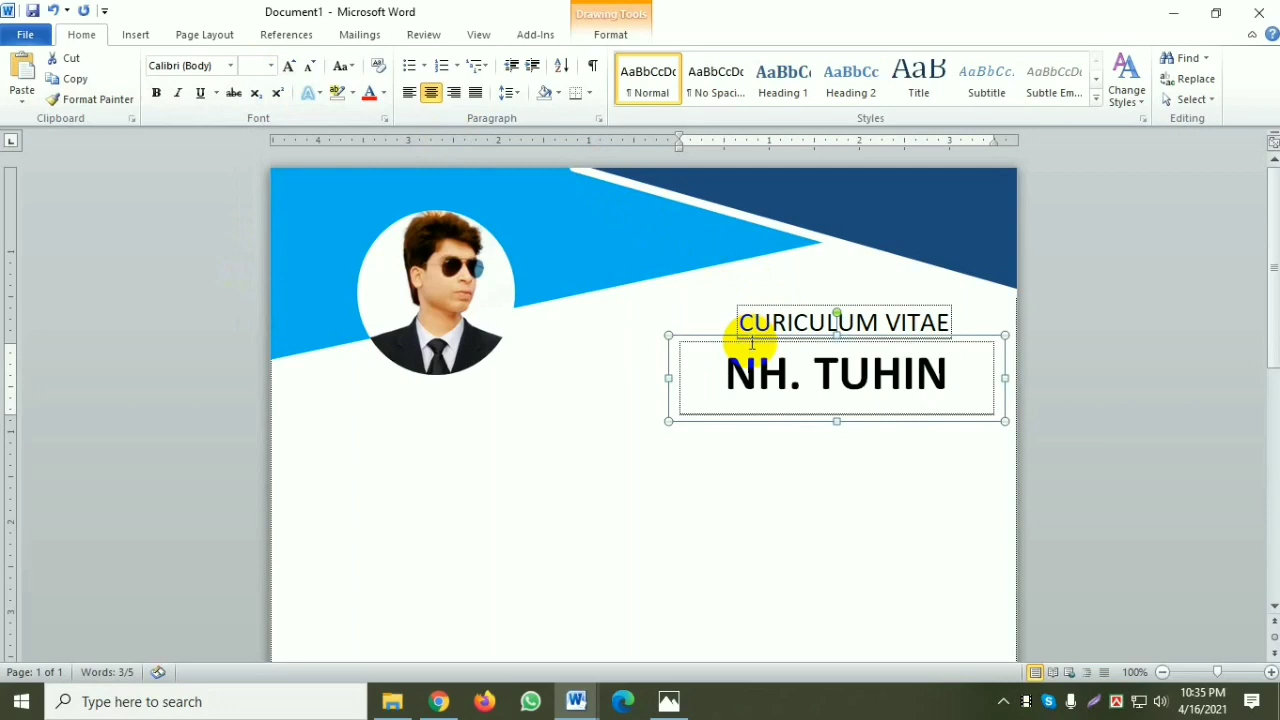 Document1 - Microsoft Word
Drawing Tools
File Home Insert Page Layout References Mailings Review View Add-Ins Format
Paste
Cut
Copy
Format Painter
Clipboard
Calibri (Body)
Font
Paragraph
AaBbCcDc
¶ Normal
AaBbCcDc
¶ No Spaci...
AaBbCc
Heading 1
AaBbCc
Heading 2
AaB
Title
AaBbCc.
Subtitle
AaBbCcDc
Subtle Em...
Change
Styles
Styles
Find
Replace
Select
Editing
CURICULUM VITAE
NH. TUHIN
Page: 1 of 1 Words: 3/5 100%
Type here to search
10:35 PM
4/16/2021